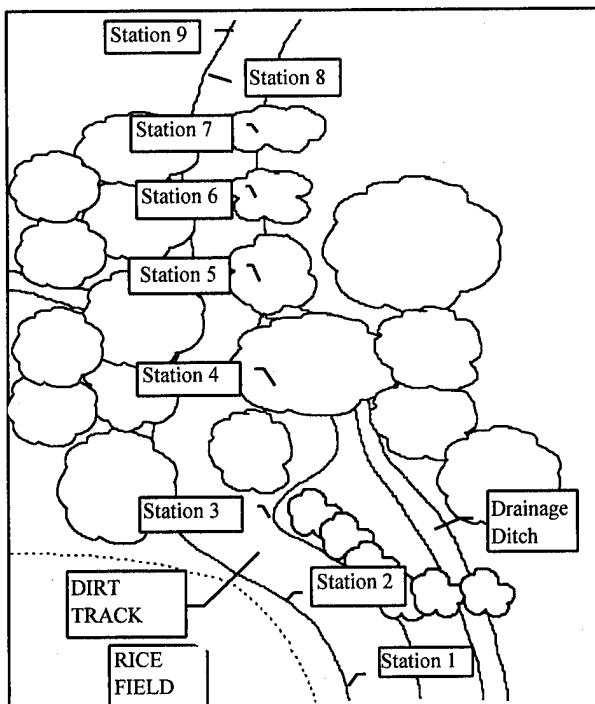 Station 9
Station 8
Station 7
Station 6
Station 5
Station 4
Station 3
Drainage
Ditch
DIRT
TRACK
Station 2
RICE
FIELD
Station 1